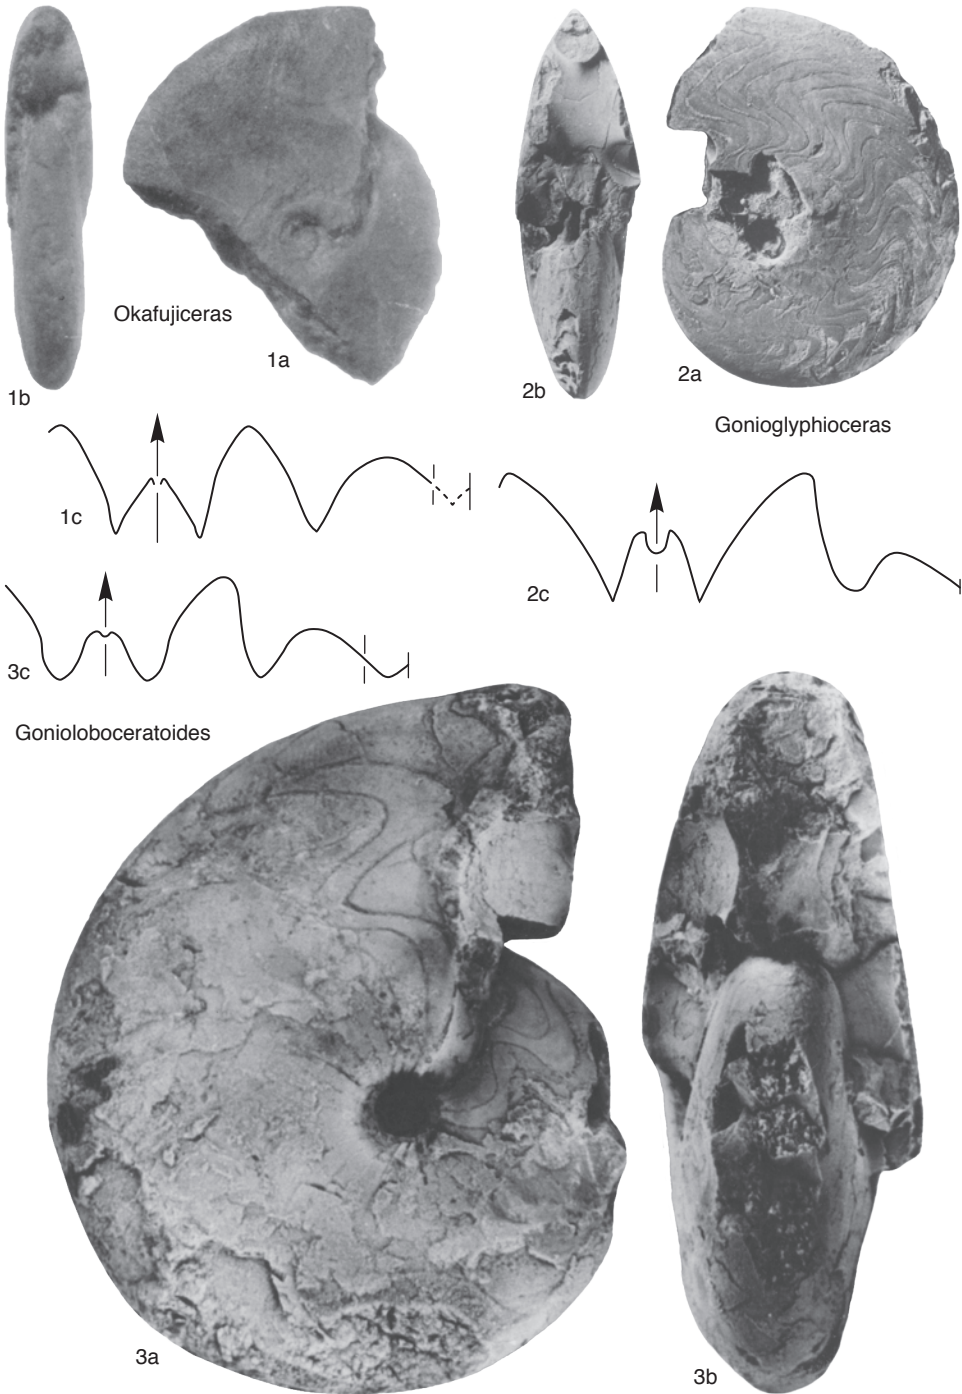 Okafujiceras
1a
1b
2b
2a
Gonioglyphioceras
1c
2c
3c
Gonioloboceratoides
3a
3b